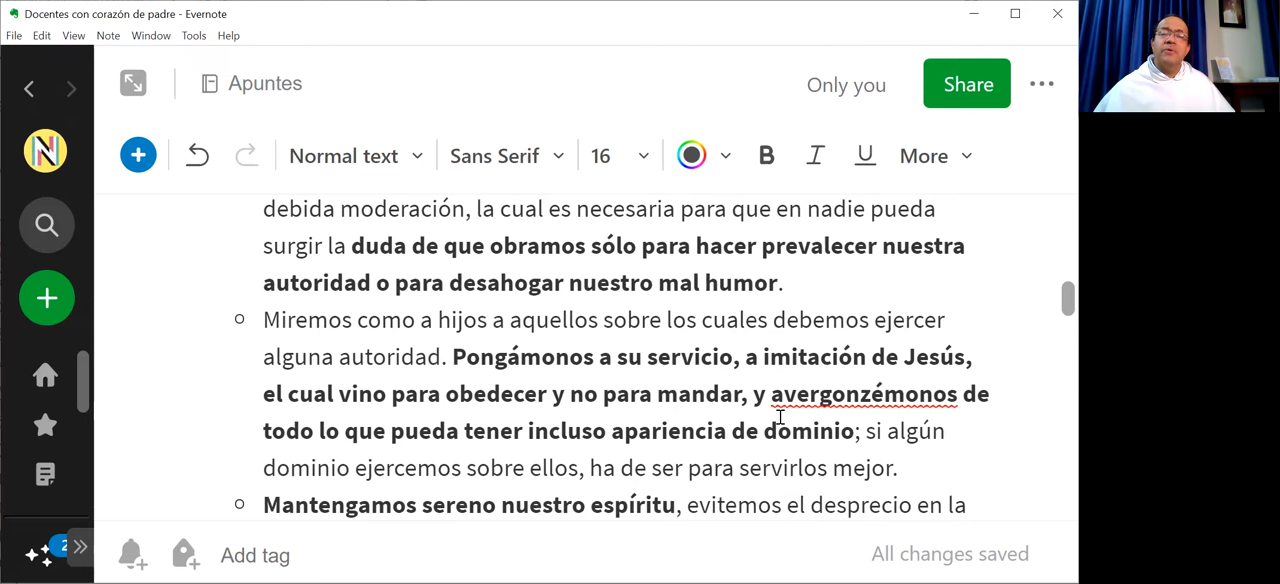 Docentes con corazón de padre - Evernote
File Edit View Note Window Tools Help
Apuntes
Only you
Share
Normal text
Sans Serif
16
B I U
More
debida moderación, la cual es necesaria para que en nadie pueda
surgir la duda de que obramos sólo para hacer prevalecer nuestra
autoridad o para desahogar nuestro mal humor.
Miremos como a hijos a aquellos sobre los cuales debemos ejercer
alguna autoridad. Pongámonos a su servicio, a imitación de Jesús,
el cual vino para obedecer y no para mandar, y avergonzémonos de
todo lo que pueda tener incluso apariencia de dominio; si algún
dominio ejercemos sobre ellos, ha de ser para servirlos mejor.
Mantengamos sereno nuestro espíritu, evitemos el desprecio en la
N
2
Add tag
All changes saved